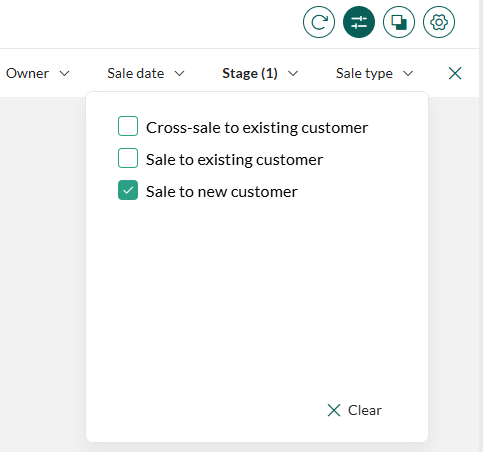 Owner Sale date Stage (1) Sale type
Cross-sale to existing customer
Sale to existing customer
Sale to new customer
Clear